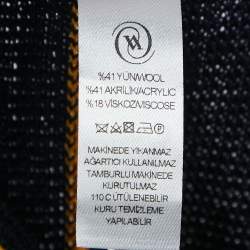 %41 YÜN/WOOL
%41 AKRİLİK/ACRYLIC
%18 VİSKOZ/VISCOSE
MAKİNEDE YIKANMAZ
AĞARTICI KULLANILMAZ
TAMBURLU MAKİNEDE
KURUTULMAZ
110 C ÜTÜLENEBİLİR
KURU TEMİZLEME
YAPILABİLİR